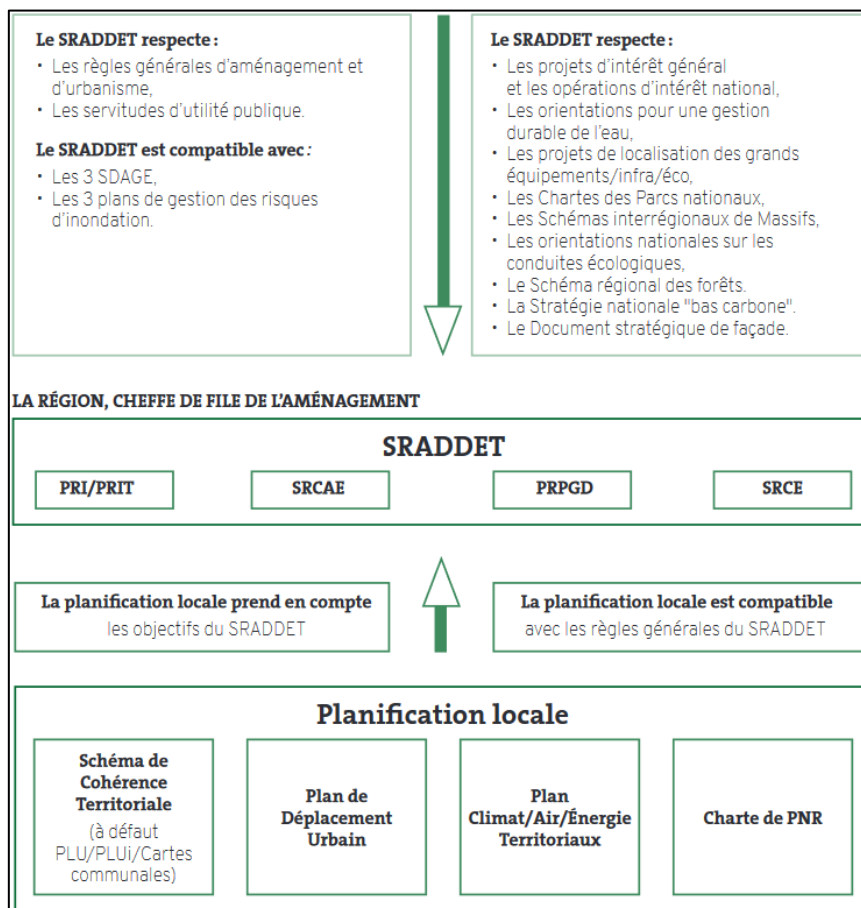 Le SRADDET respecte :
• Les règles générales d'aménagement et
d'urbanisme,
• Les servitudes d'utilité publique.
Le SRADDET est compatible avec :
• Les 3 SDAGE,
• Les 3 plans de gestion des risques
d'inondation.
Le SRADDET respecte :
• Les projets d'intérêt général
et les opérations d'intérêt national,
• Les orientations pour une gestion
durable de l'eau,
• Les projets de localisation des grands
équipements/infra/éco,
• Les Chartes des Parcs nationaux,
• Les Schémas interrégionaux de Massifs,
• Les orientations nationales sur les
conduites écologiques,
• Le Schéma régional des forêts.
• La Stratégie nationale "bas carbone".
• Le Document stratégique de façade.
LA RÉGION, CHEFFE DE FILE DE L'AMÉNAGEMENT
SRADDET
PRI/PRIT
SRCAE
PRPGD
SRCE
La planification locale prend en compte
les objectifs du SRADDET
La planification locale est compatible
avec les règles générales du SRADDET
Planification locale
Schéma de
Cohérence
Territoriale
(à défaut
PLU/PLUi/Cartes
communales)
Plan de
Déplacement
Urbain
Plan
Climat/Air/Énergie
Territoriaux
Charte de PNR